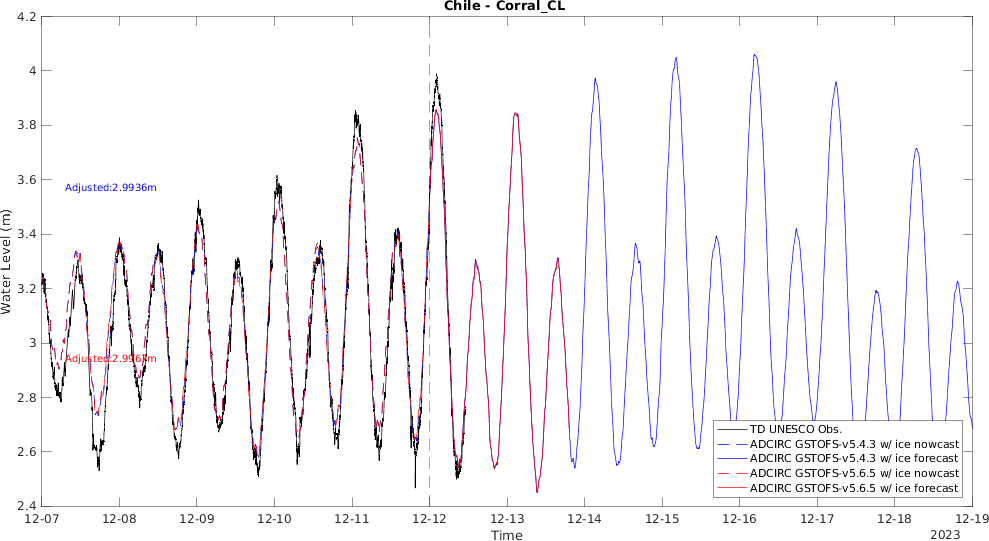 Chile - Corral_CL
4.2
4
3.8
3.6
3.4
3.2
3
2.8
2.6
2.4
Water Level (m)
Adjusted:2.9936m
Adjusted:2.9967m
TD UNESCO Obs.
ADCIRC GSTOFS-v5.4.3 w/ ice nowcast
ADCIRC GSTOFS-v5.4.3 w/ ice forecast
ADCIRC GSTOFS-v5.6.5 w/ ice nowcast
ADCIRC GSTOFS-v5.6.5 w/ ice forecast
12-07 12-08 12-09 12-10 12-11 12-12 12-13 12-14 12-15 12-16 12-17 12-18 12-19
Time
2023